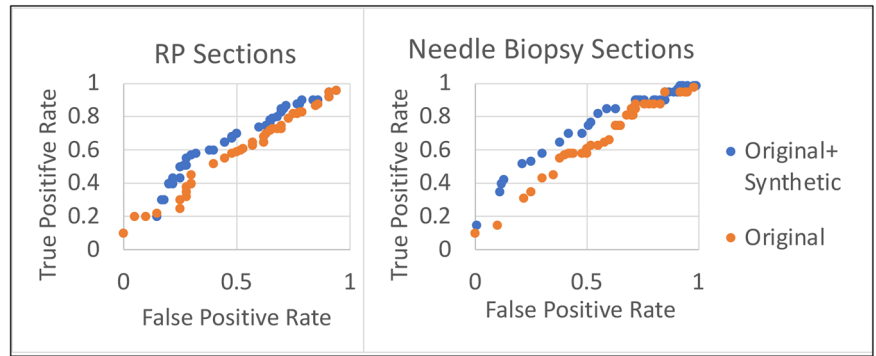 RP Sections
1
0.8
0.6
0.4
0.2
0
0
0.5
1
True Positifve Rate
False Positive Rate
Needle Biopsy Sections
1
0.8
0.6
0.4
0.2
0
0
0.5
1
True Positive Rate
False Positive Rate
Original+
Synthetic
Original